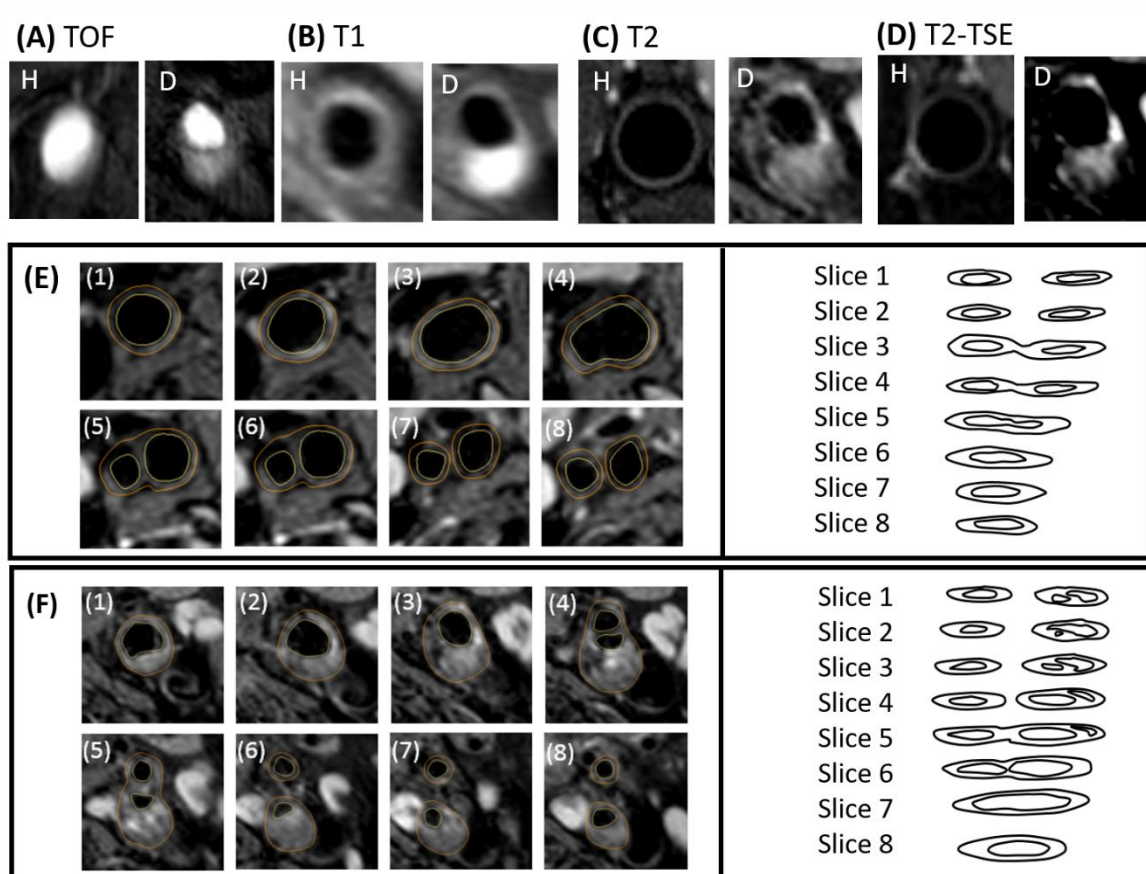 (A) TOF
(B) T1
(C) T2
(D) T2-TSE
H
D
H
D
H
D
H
D
(E)
(1)
(2)
(3)
(4)
(5)
(6)
(7)
(8)
Slice 1
Slice 2
Slice 3
Slice 4
Slice 5
Slice 6
Slice 7
Slice 8
(F)
(1)
(2)
(3)
(4)
(5)
(6)
(7)
(8)
Slice 1
Slice 2
Slice 3
Slice 4
Slice 5
Slice 6
Slice 7
Slice 8